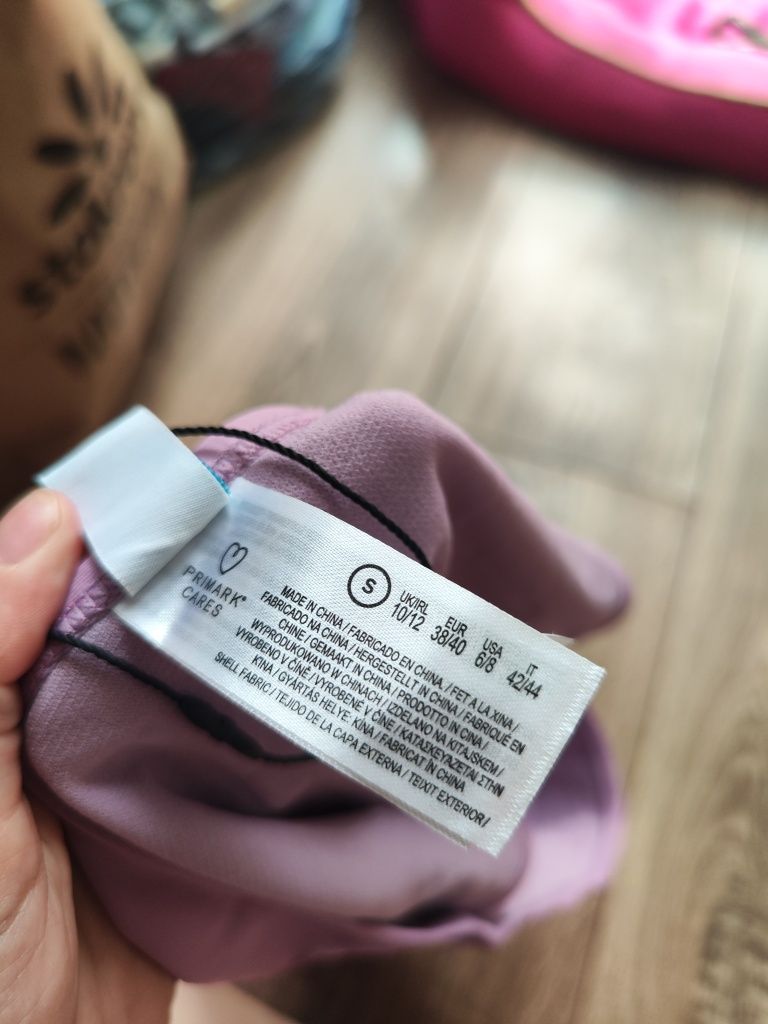 PRIMARK®
CARES
S
UK/IRL EUR USA IT
10/12 38/40 6/8 42/44
MADE IN CHINA / FABRICADO EN CHINA / FET A LA XINA /
FABRICADO NA CHINA / HERGESTELLT IN CHINA / FABRIQUÉ EN
CHINE / GEMAAKT IN CHINA / PRODOTTO IN CINA /
WYPRODUKOWANO W CHINACH / IZDELANO NA KITAJSKEM /
VYROBENO V ČÍNĚ / VYROBENÉ V ČÍNE / ΚΑΤΑΣΚΕΥΑΖΕΤΑΙ ΣΤΗΝ
ΚΙΝΑ / GYÁRTÁS HELYE: KÍNA / FABRICAT ÎN CHINA
SHELL FABRIC / TEJIDO DE LA CAPA EXTERNA / TEIXIT EXTERIOR /